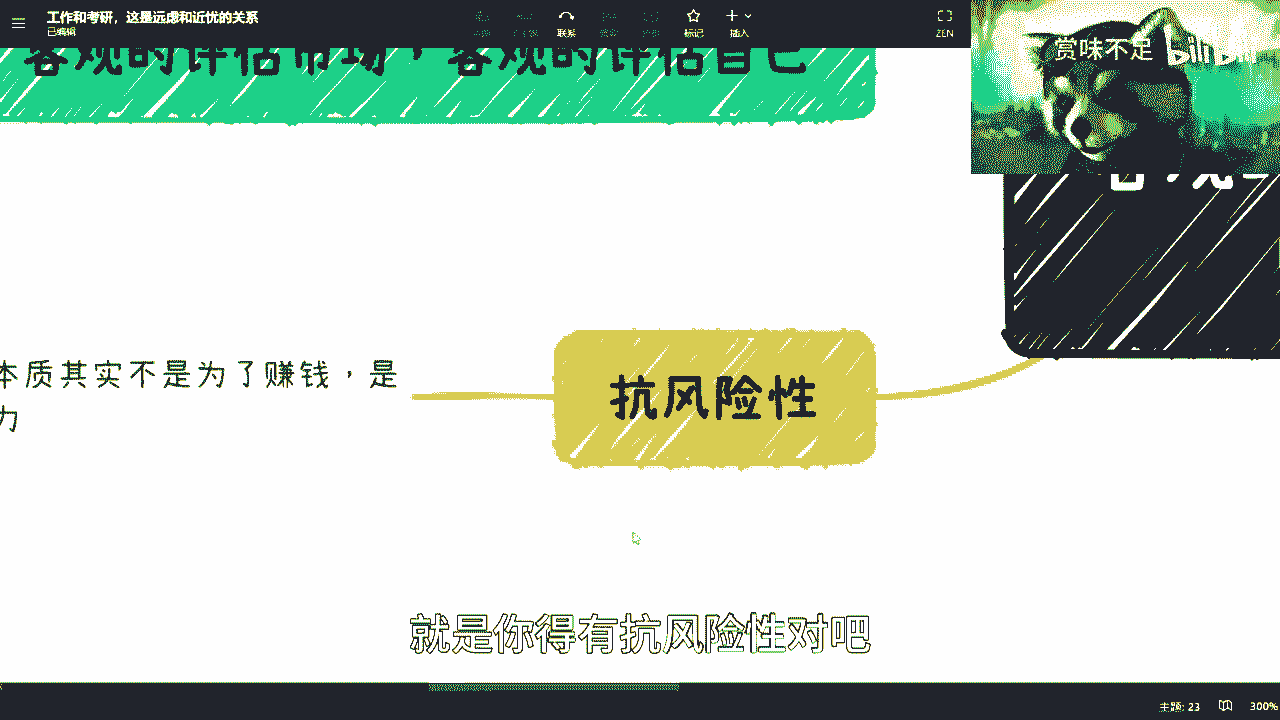 工作和考研，这是远虑和近忧的关系
已编辑
联系
标记
插入
ZEN
赏味不足 bilibili
客观的评估市场，客观的评估自己
本质其实不是为了赚钱，是
力
抗风险性
就是你得有抗风险性对吧
主题: 23
300%